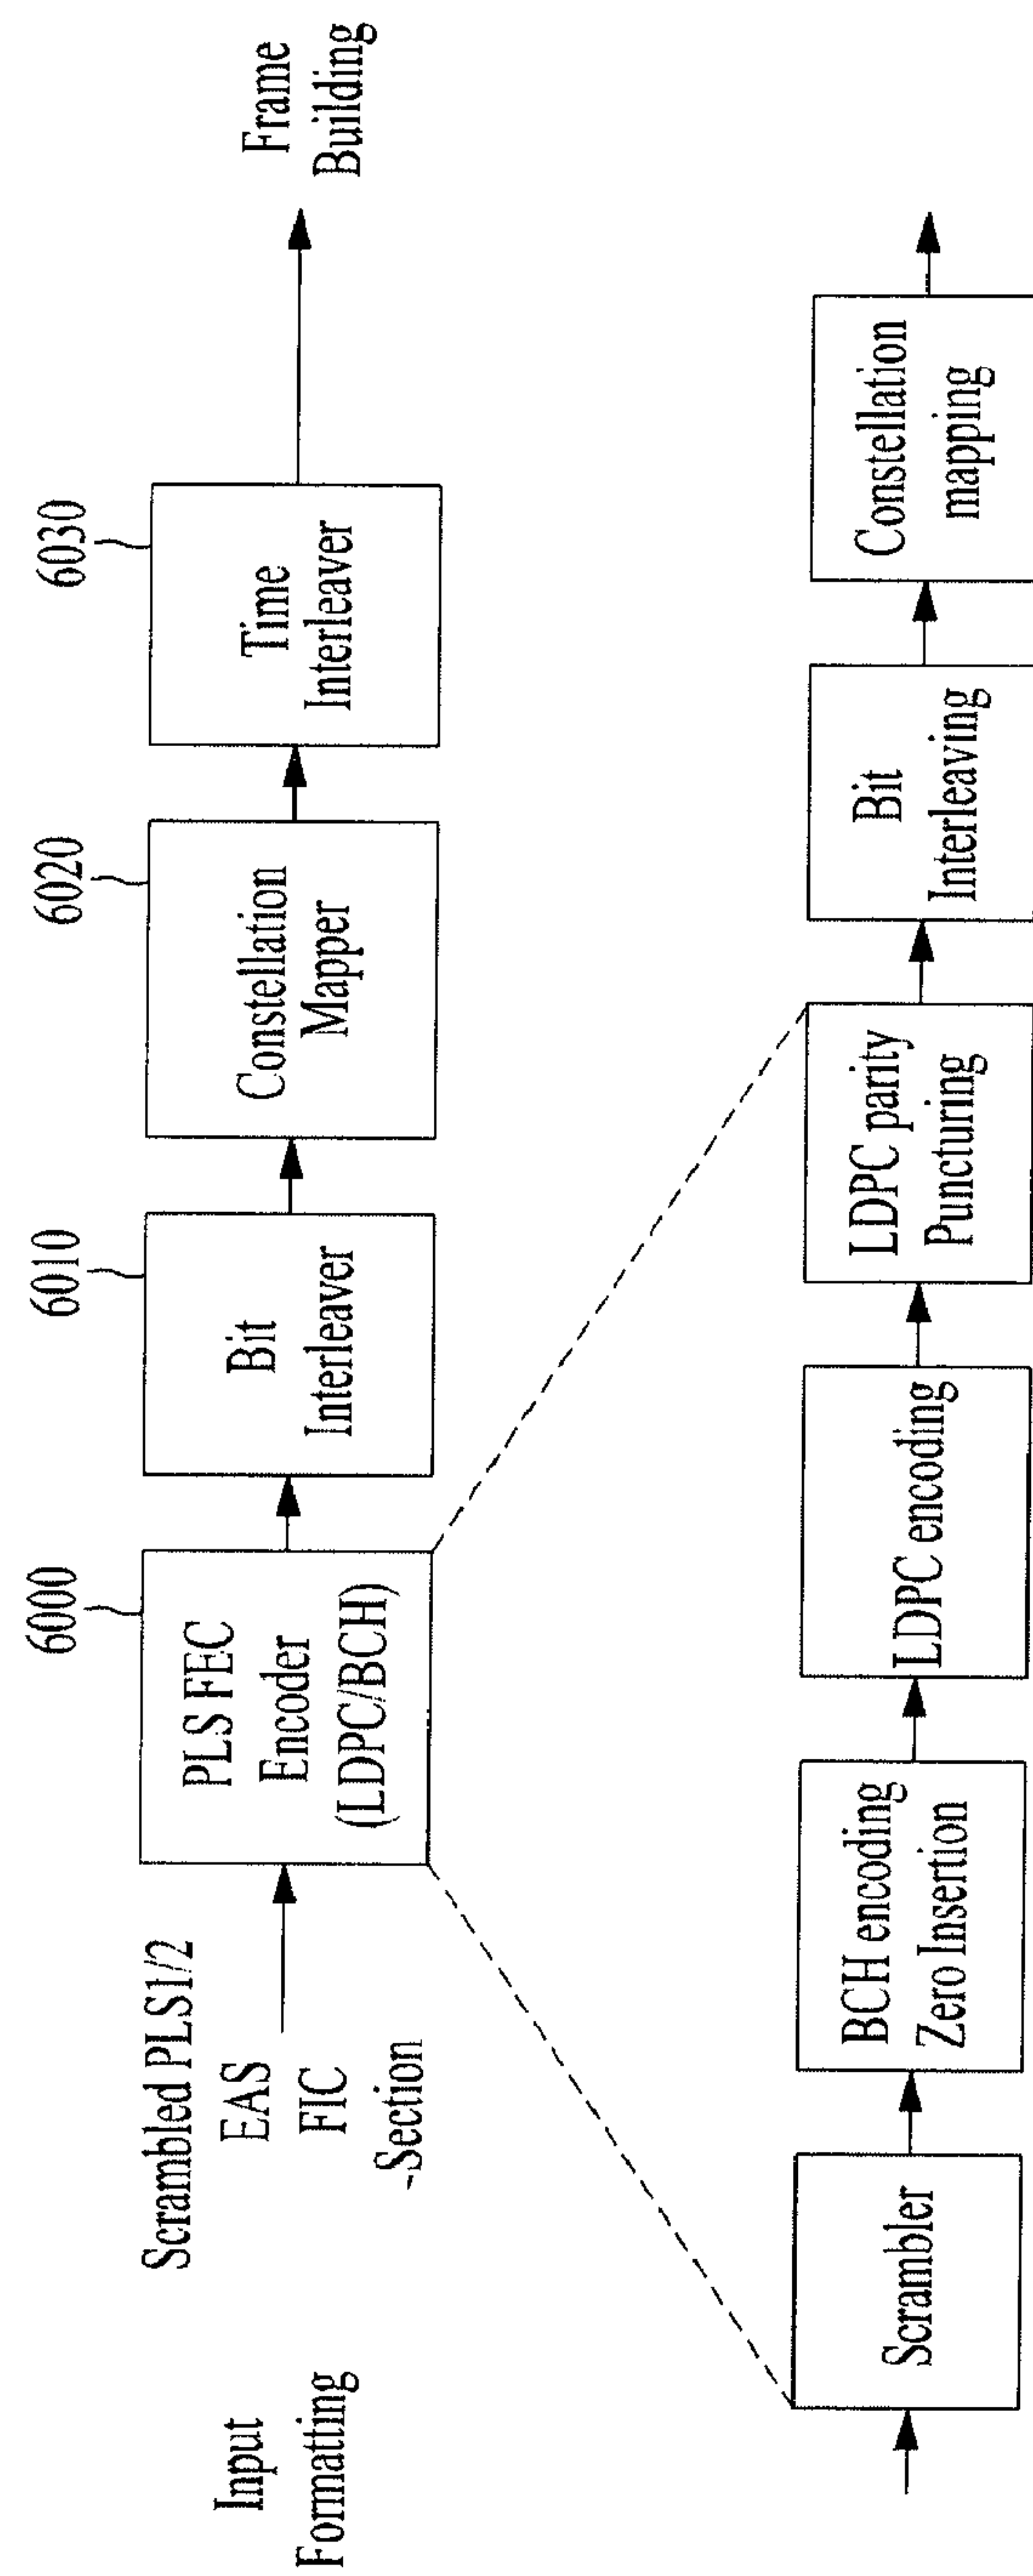 Input
Formatting
Scrambled PLS1/2
EAS
FIC
-Section
6000
PLS FEC
Encoder
(LDPC/BCH)
6010
Bit
Interleaver
6020
Constellation
Mapper
6030
Time
Interleaver
Frame
Building
Scrambler
BCH encoding
Zero Insertion
LDPC encoding
LDPC parity
Puncturing
Bit
Interleaving
Constellation
mapping